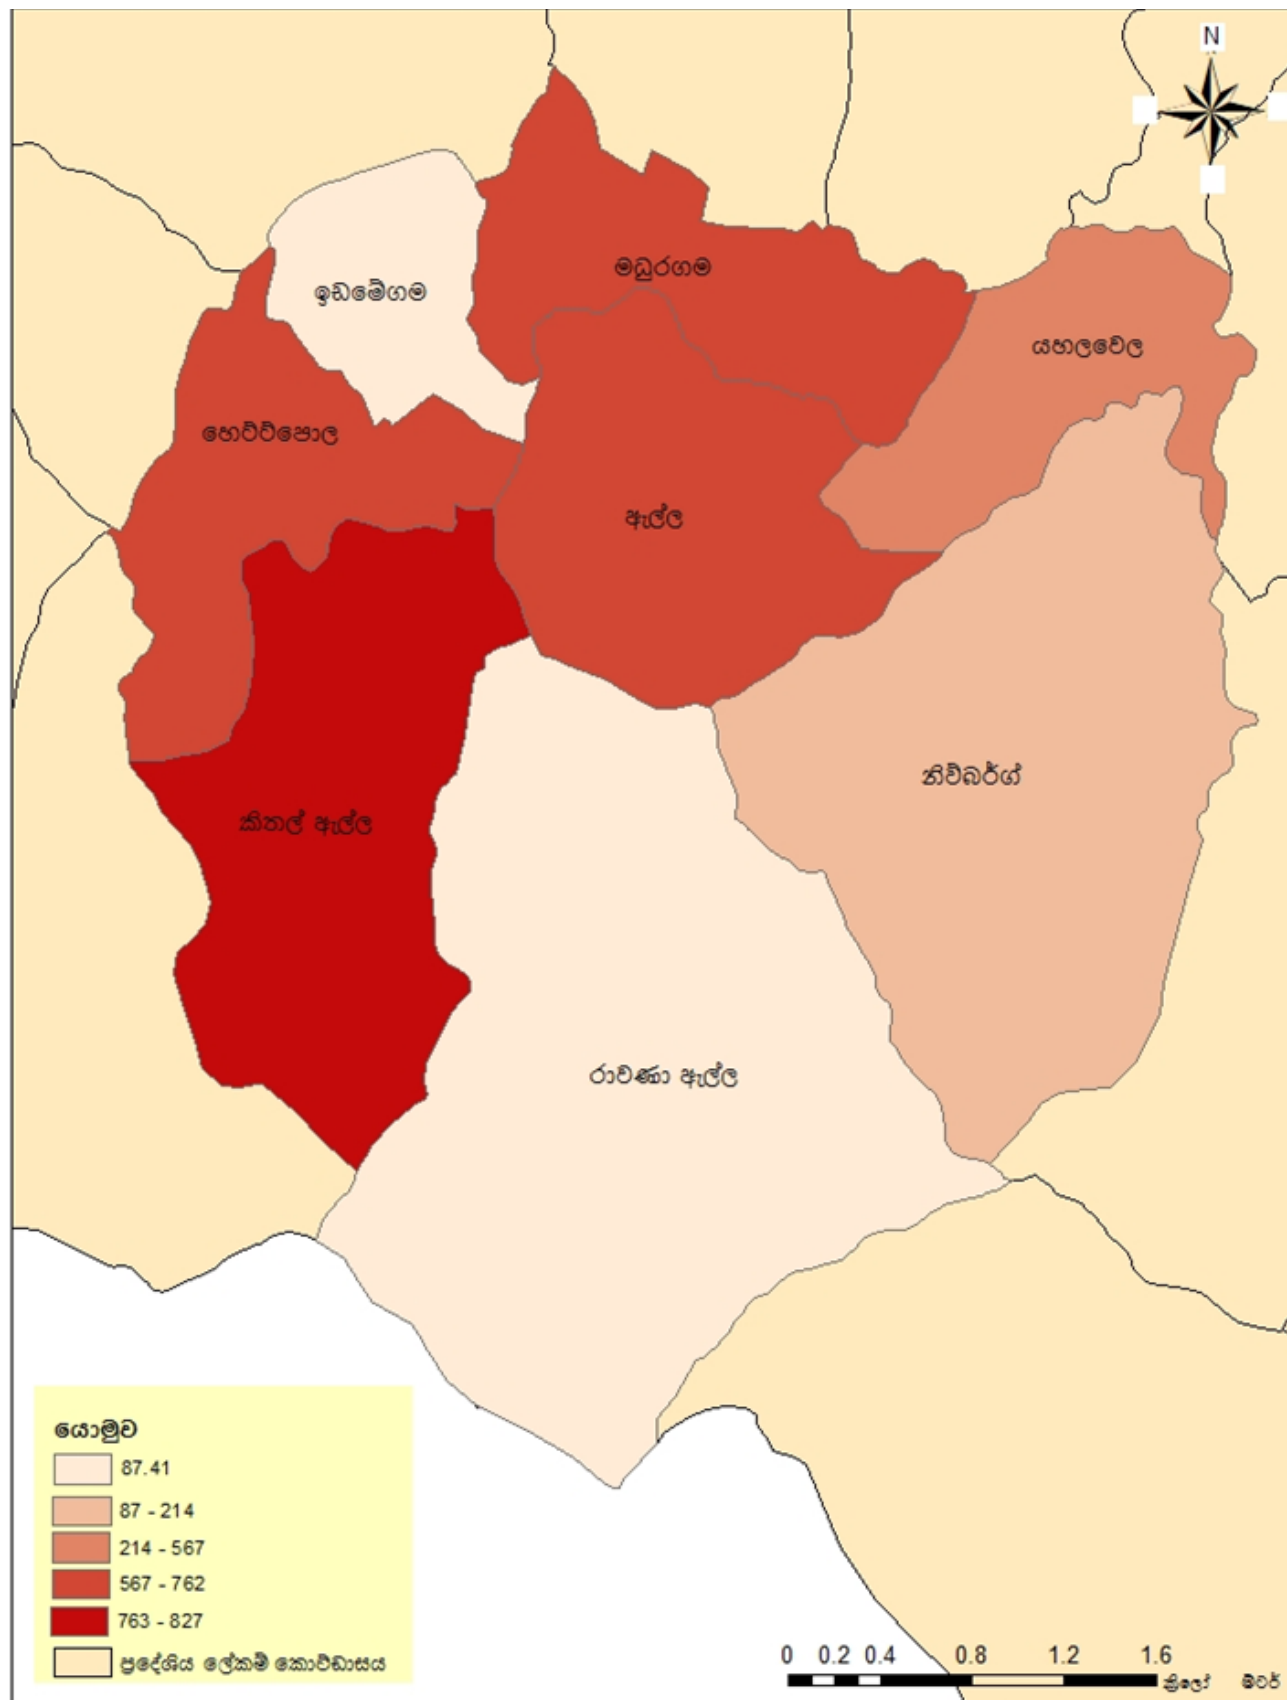 N
මධුරගම
ඉඩමේගම
යහලවෙල
හෙට්ටිපොල
ඇල්ල
නිව්බර්ග්
කිතල් ඇල්ල
රාවණා ඇල්ල
යොමුව
87.41
87 - 214
214 - 567
567 - 762
763 - 827
ප්‍රදේශිය ලේකම් කොට්ඩාසය
0 0.2 0.4 0.8 1.2 1.6
ක්‍රිලෝ මීටර්